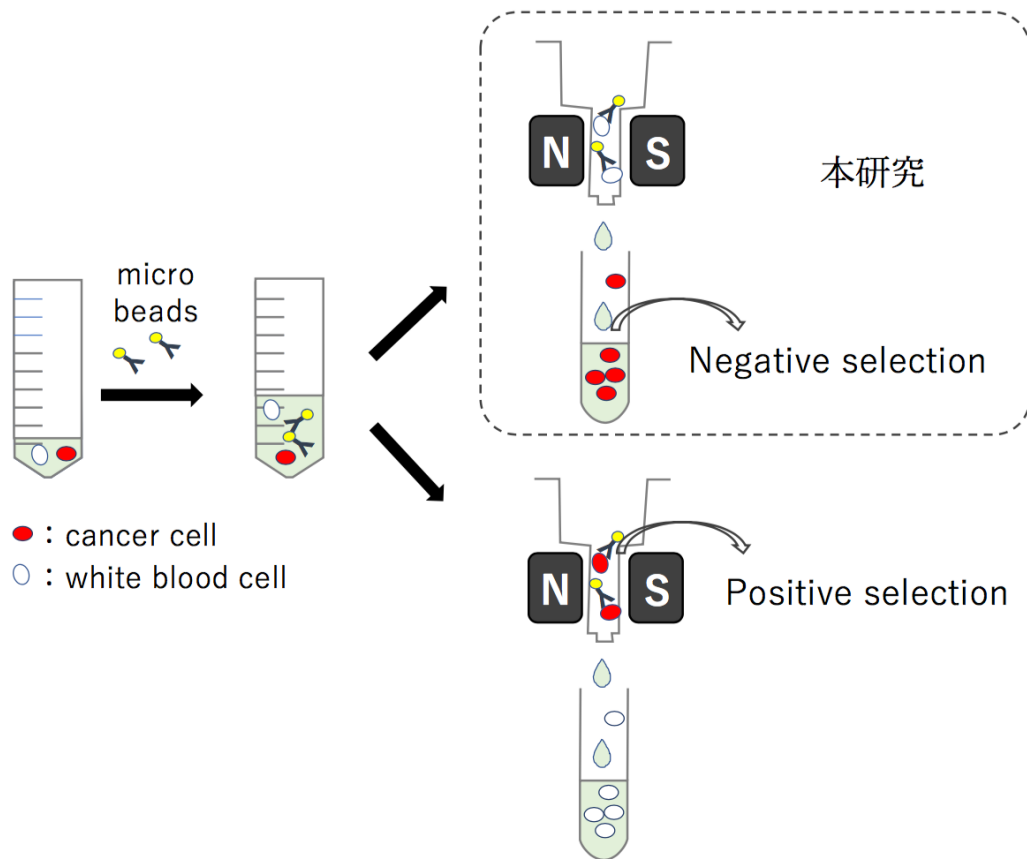 N
S
本研究
micro
beads
Negative selection
：cancer cell
：white blood cell
N
S
Positive selection